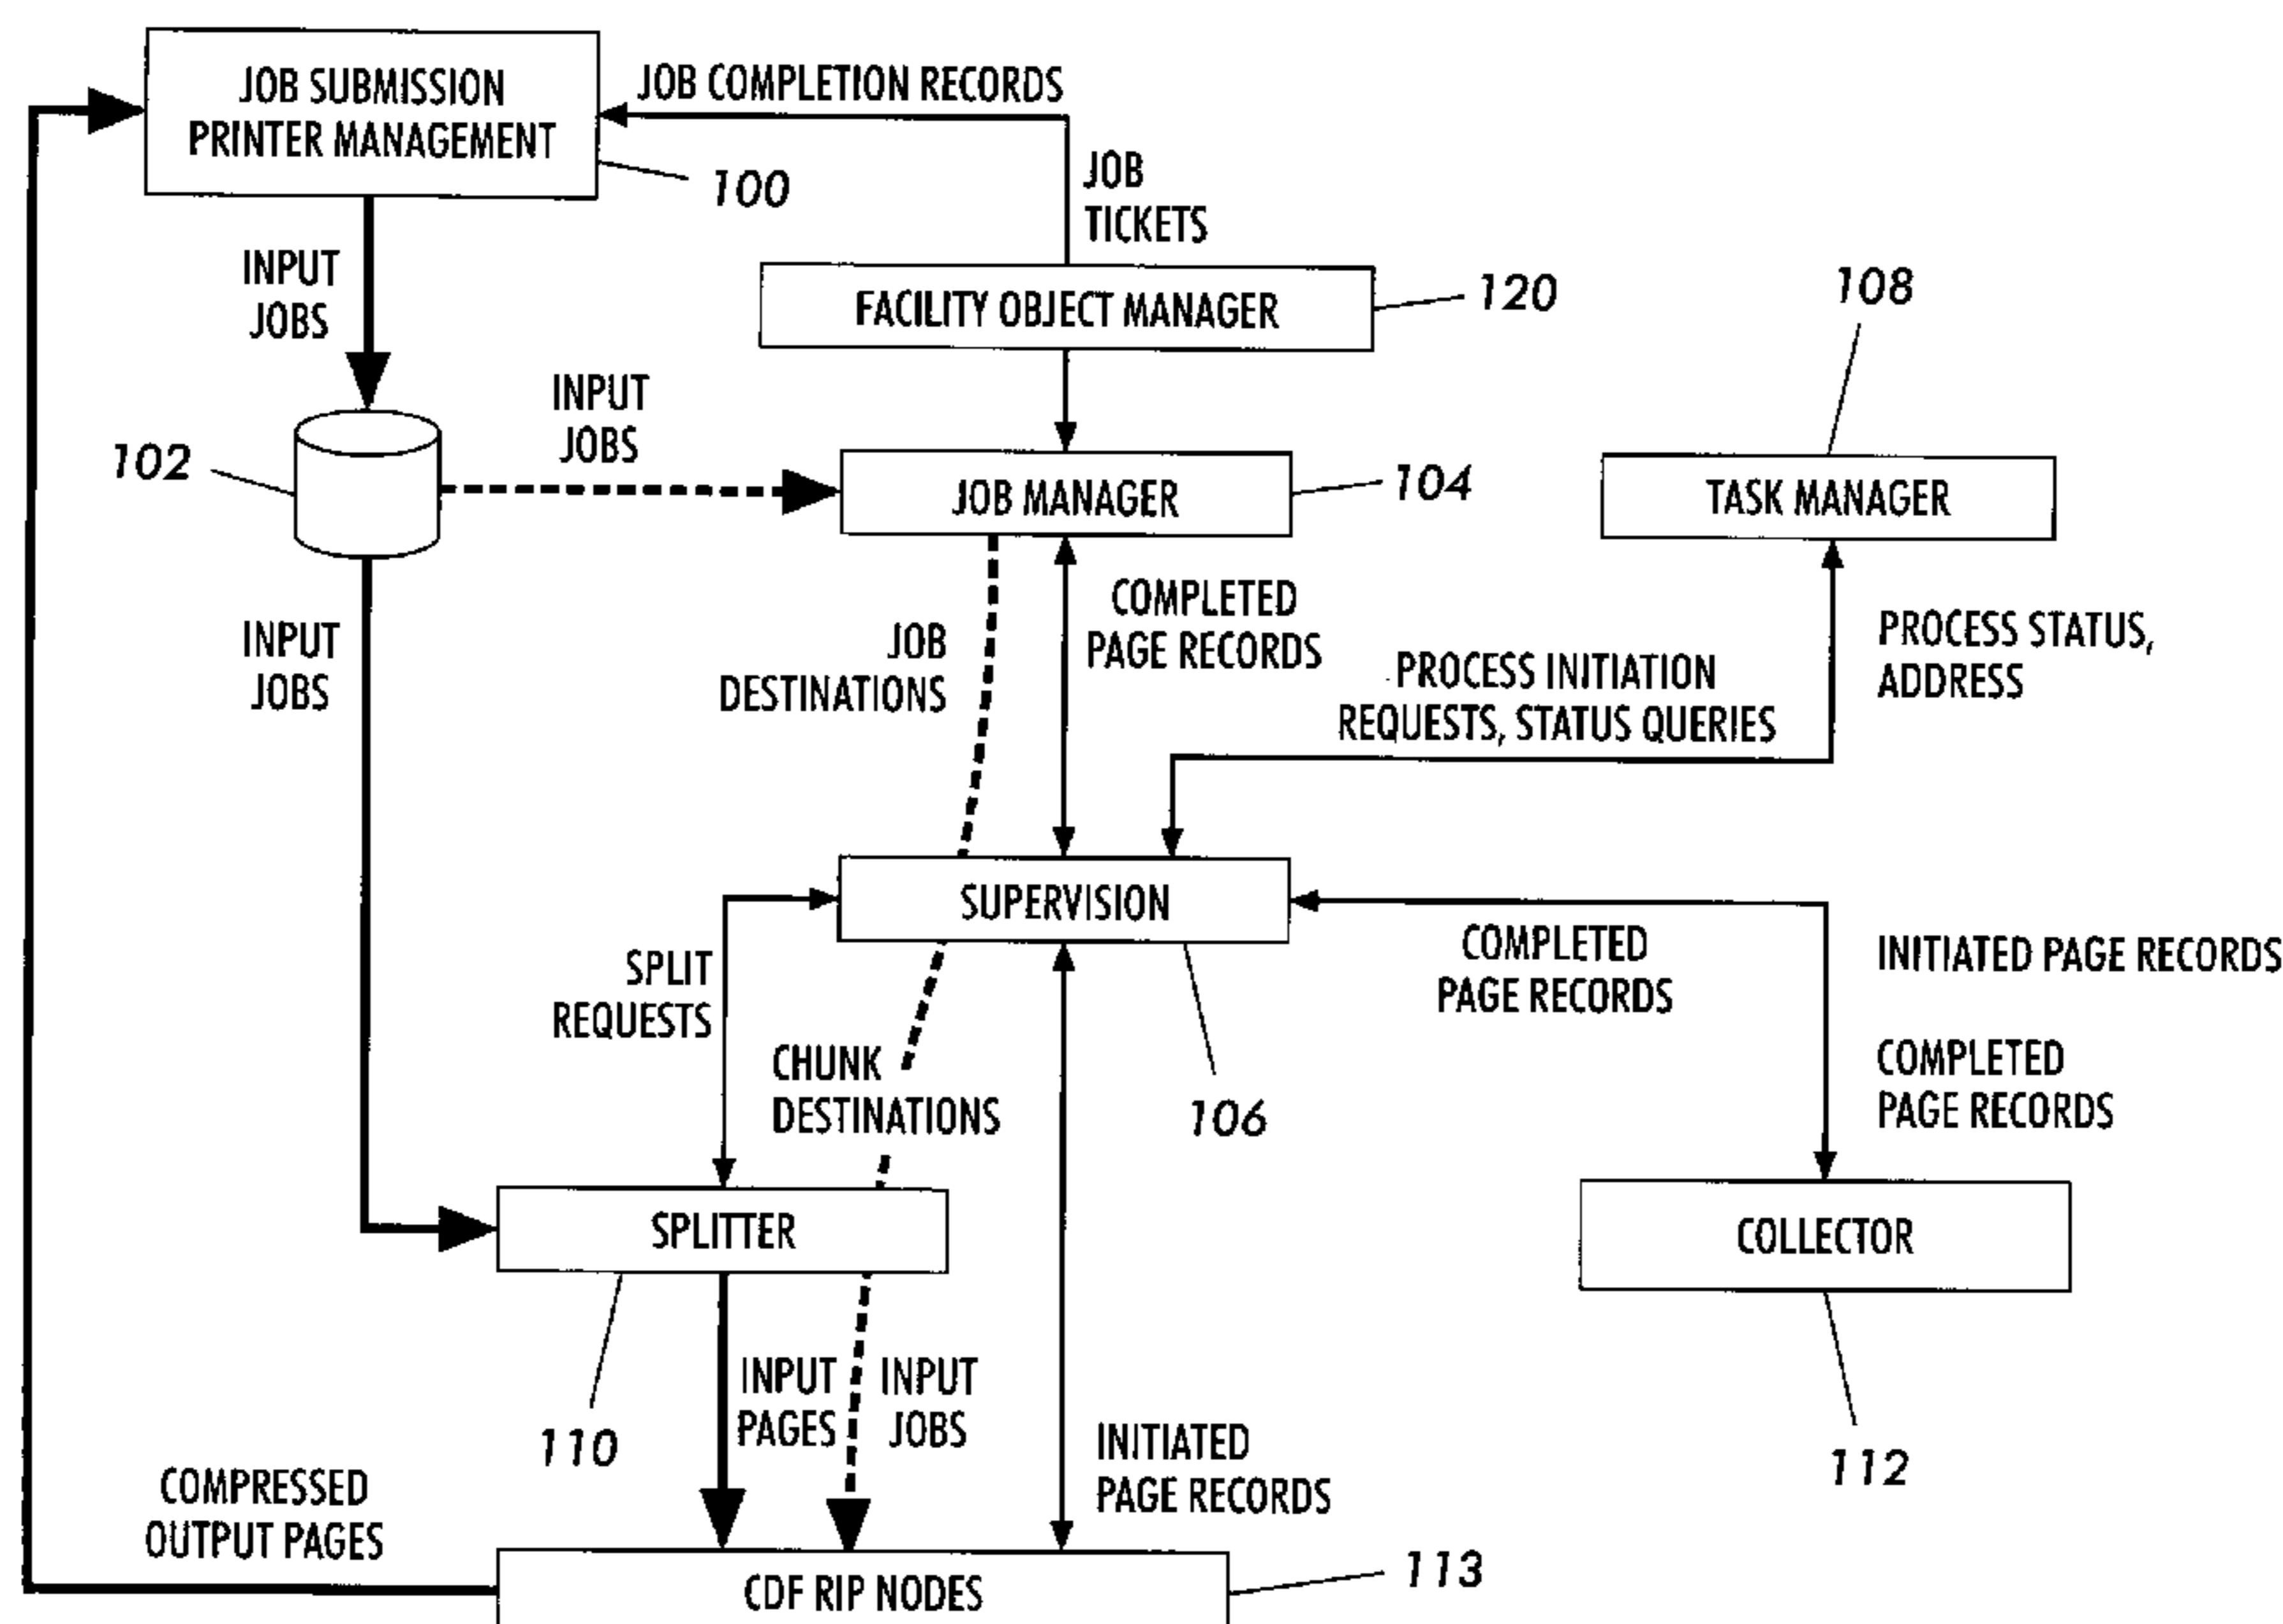 JOB SUBMISSION
PRINTER MANAGEMENT
100
JOB COMPLETION RECORDS
JOB
TICKETS
INPUT
JOBS
FACILITY OBJECT MANAGER
120
108
102
INPUT
JOBS
JOB MANAGER
104
TASK MANAGER
INPUT
JOBS
JOB
DESTINATIONS
COMPLETED
PAGE RECORDS
PROCESS INITIATION
REQUESTS, STATUS QUERIES
PROCESS STATUS,
ADDRESS
SUPERVISION
106
SPLIT
REQUESTS
CHUNK
DESTINATIONS
COMPLETED
PAGE RECORDS
INITIATED PAGE RECORDS
COMPLETED
PAGE RECORDS
SPLITTER
110
COLLECTOR
112
INPUT
PAGES
INPUT
JOBS
INITIATED
PAGE RECORDS
COMPRESSED
OUTPUT PAGES
CDF RIP NODES
113